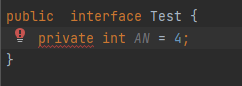 public  interface Test {
    private int AN = 4;
}